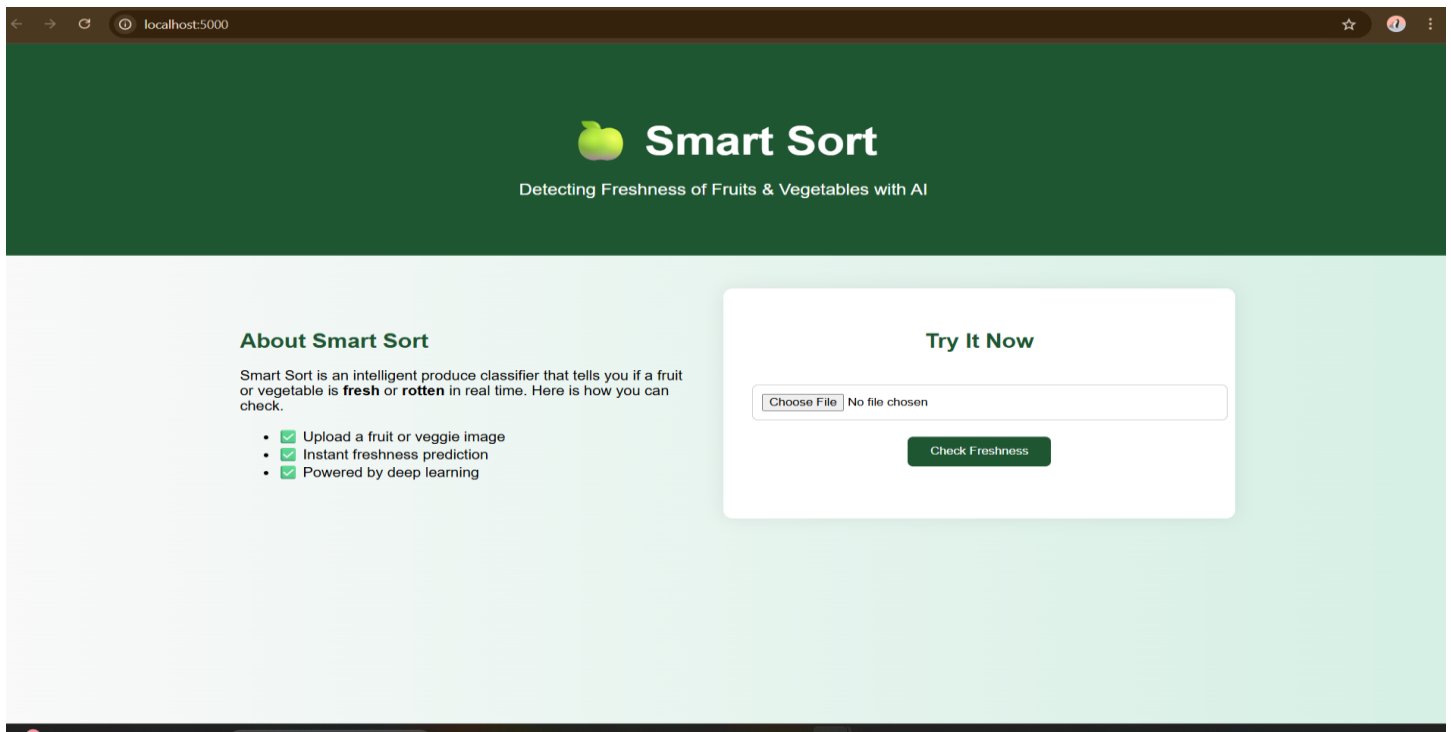 localhost:5000
Smart Sort
Detecting Freshness of Fruits & Vegetables with AI
About Smart Sort
Smart Sort is an intelligent produce classifier that tells you if a fruit
or vegetable is fresh or rotten in real time. Here is how you can
check.
Upload a fruit or veggie image
Instant freshness prediction
Powered by deep learning
Try It Now
Choose File No file chosen
Check Freshness